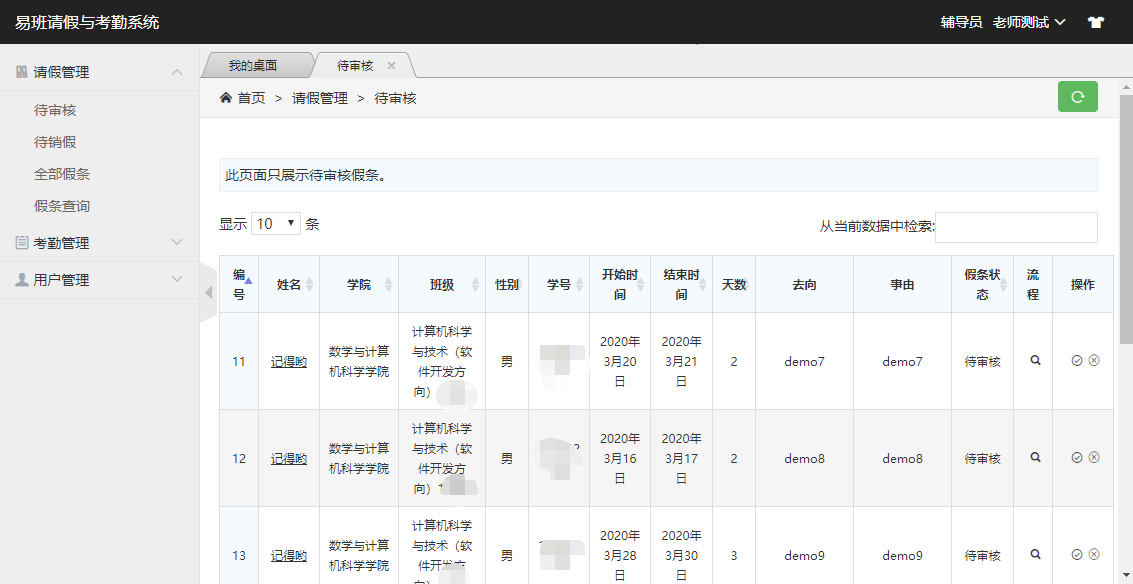 易班请假与考勤系统
辅导员 老师测试
请假管理
待审核
待销假
全部假条
假条查询
考勤管理
用户管理
我的桌面
待审核 ×
首页 > 请假管理 > 待审核
此页面只展示待审核假条。
显示 10 条
从当前数据中检索:
编号 姓名 学院 班级 性别 学号 开始时间 结束时间 天数 去向 事由 假条状态 流程 操作
11 记得哟 数学与计算机科学学院 计算机科学与技术（软件开发方向） 男 2020年3月20日 2020年3月21日 2 demo7 demo7 待审核
12 记得哟 数学与计算机科学学院 计算机科学与技术（软件开发方向） 男 2020年3月16日 2020年3月17日 2 demo8 demo8 待审核
13 记得哟 数学与计算机科学学院 计算机科学与技术（软件开发方向） 男 2020年3月28日 2020年3月30日 3 demo9 demo9 待审核